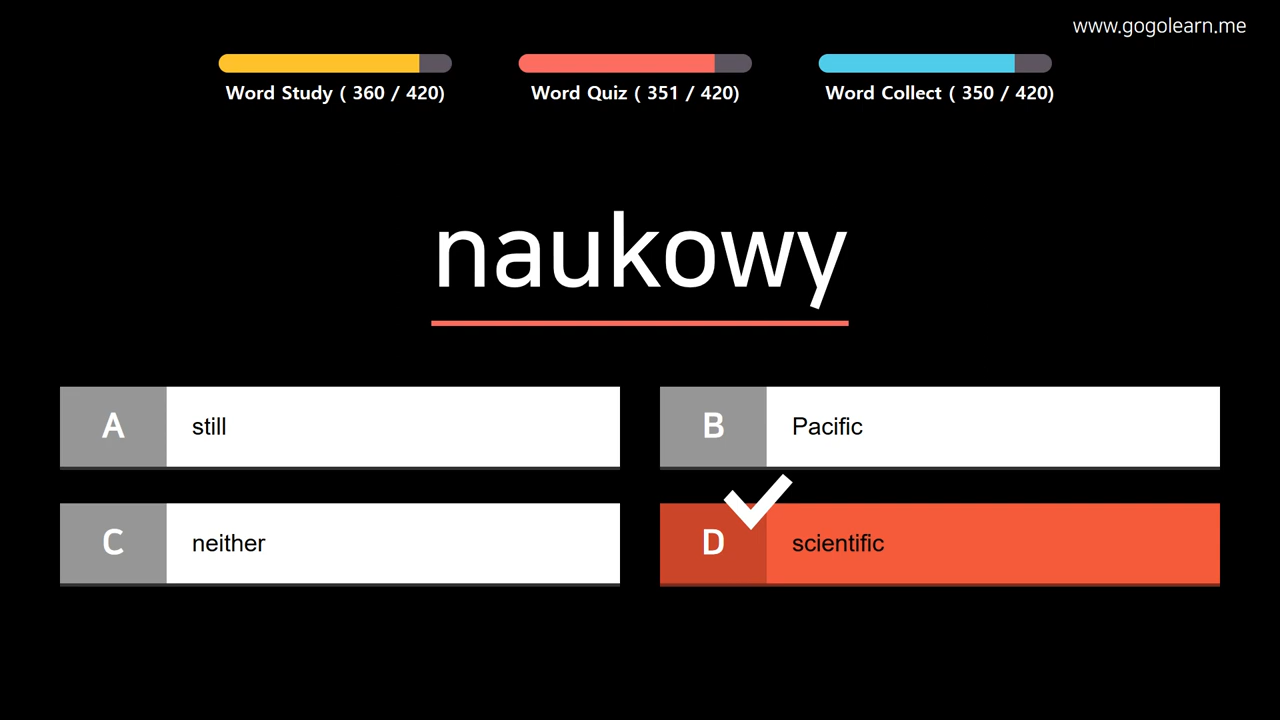 www.gogolearn.me
Word Study ( 360 / 420)
Word Quiz ( 351 / 420)
Word Collect ( 350 / 420)
naukowy
A still
B Pacific
C neither
D scientific